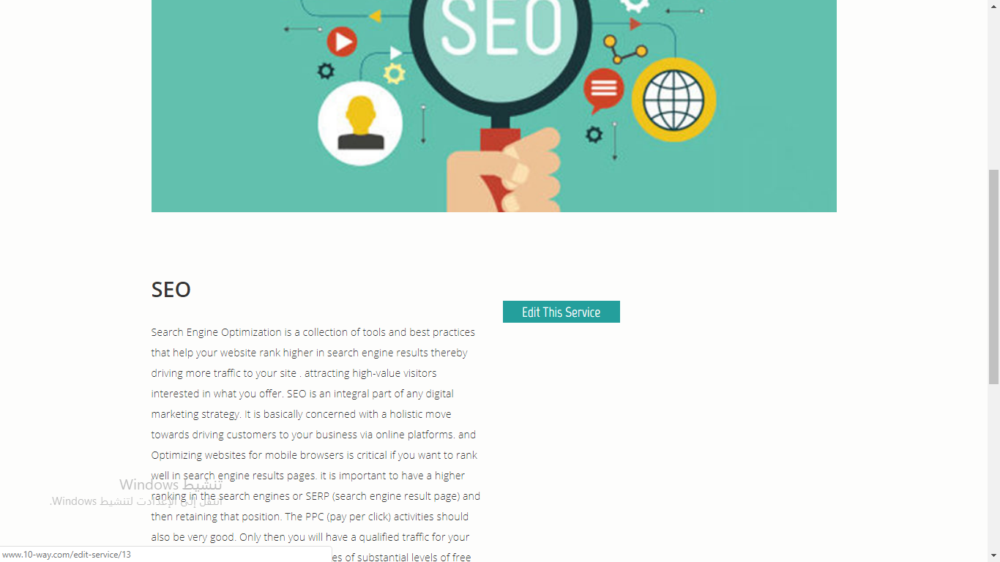 SEO
SEO
Edit This Service
Search Engine Optimization is a collection of tools and best practices
that help your website rank higher in search engine results thereby
driving more traffic to your site . attracting high-value visitors
interested in what you offer. SEO is an integral part of any digital
marketing strategy. It is basically concerned with a holistic move
towards driving customers to your business via online platforms. and
Optimizing websites for mobile browsers is critical if you want to rank
well in search engine results pages. it is important to have a higher
ranking in the search engines or SERP (search engine result page) and
then retaining that position. The PPC (pay per click) activities should
also be very good. Only then you will have a qualified traffic for your
es of substantial levels of free
تنشيط Windows
انتقل إلى الإعدادت لتنشيط Windows.
www.10-way.com/edit-service/13